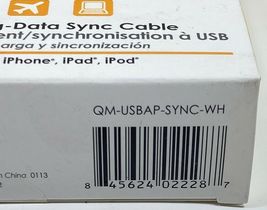 g-Data Sync Cable
ent/synchronisation à USB
arga y sincronización
iPhone®, iPad®, iPod®
QM-USBAP-SYNC-WH
n China 0113
8 45624 02228 7